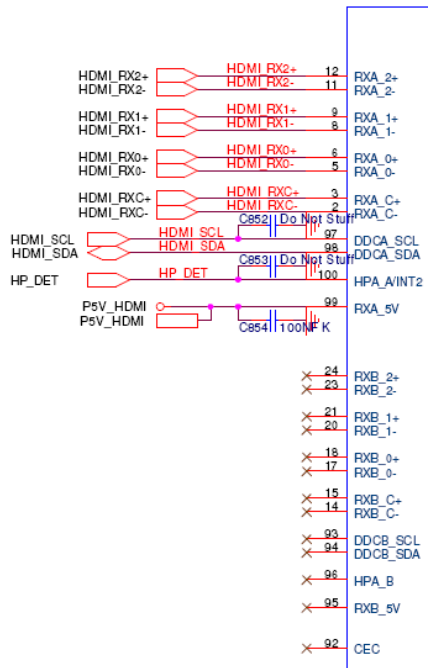 HDMI_RX2+ HDMI_RX2+ 12 RXA_2+
HDMI_RX2- HDMI_RX2- 11 RXA_2-
HDMI_RX1+ HDMI_RX1+ 9 RXA_1+
HDMI_RX1- HDMI_RX1- 8 RXA_1-
HDMI_RX0+ HDMI_RX0+ 6 RXA_0+
HDMI_RX0- HDMI_RX0- 5 RXA_0-
HDMI_RXC+ HDMI_RXC+ 3 RXA_C+
HDMI_RXC- HDMI_RXC- 2 RXA_C-
C852 Do Not Stuff
HDMI_SCL HDMI_SCL 97 DDCA_SCL
HDMI_SDA HDMI_SDA 98 DDCA_SDA
C853 Do Not Stuff
HP_DET HP_DET 100 HPA_A/INT2
P5V_HDMI 99 RXA_5V
P5V_HDMI
C854 100NF K
24 RXB_2+
23 RXB_2-
21 RXB_1+
20 RXB_1-
18 RXB_0+
17 RXB_0-
15 RXB_C+
14 RXB_C-
93 DDCB_SCL
94 DDCB_SDA
96 HPA_B
95 RXB_5V
92 CEC